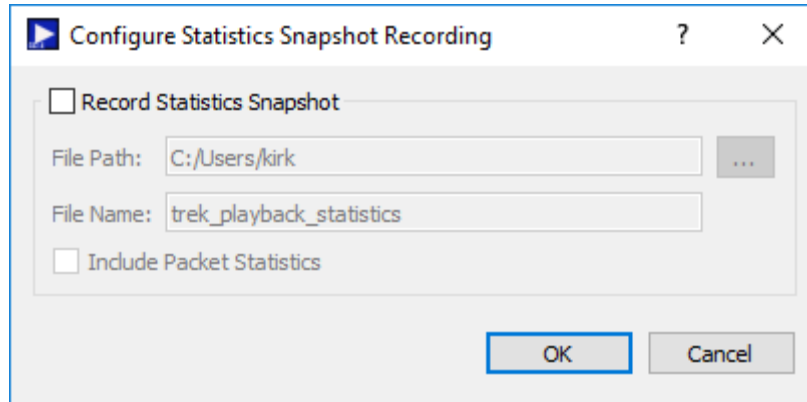 Configure Statistics Snapshot Recording ?
Record Statistics Snapshot
File Path: C:/Users/kirk ...
File Name: trek_playback_statistics
Include Packet Statistics
OK Cancel